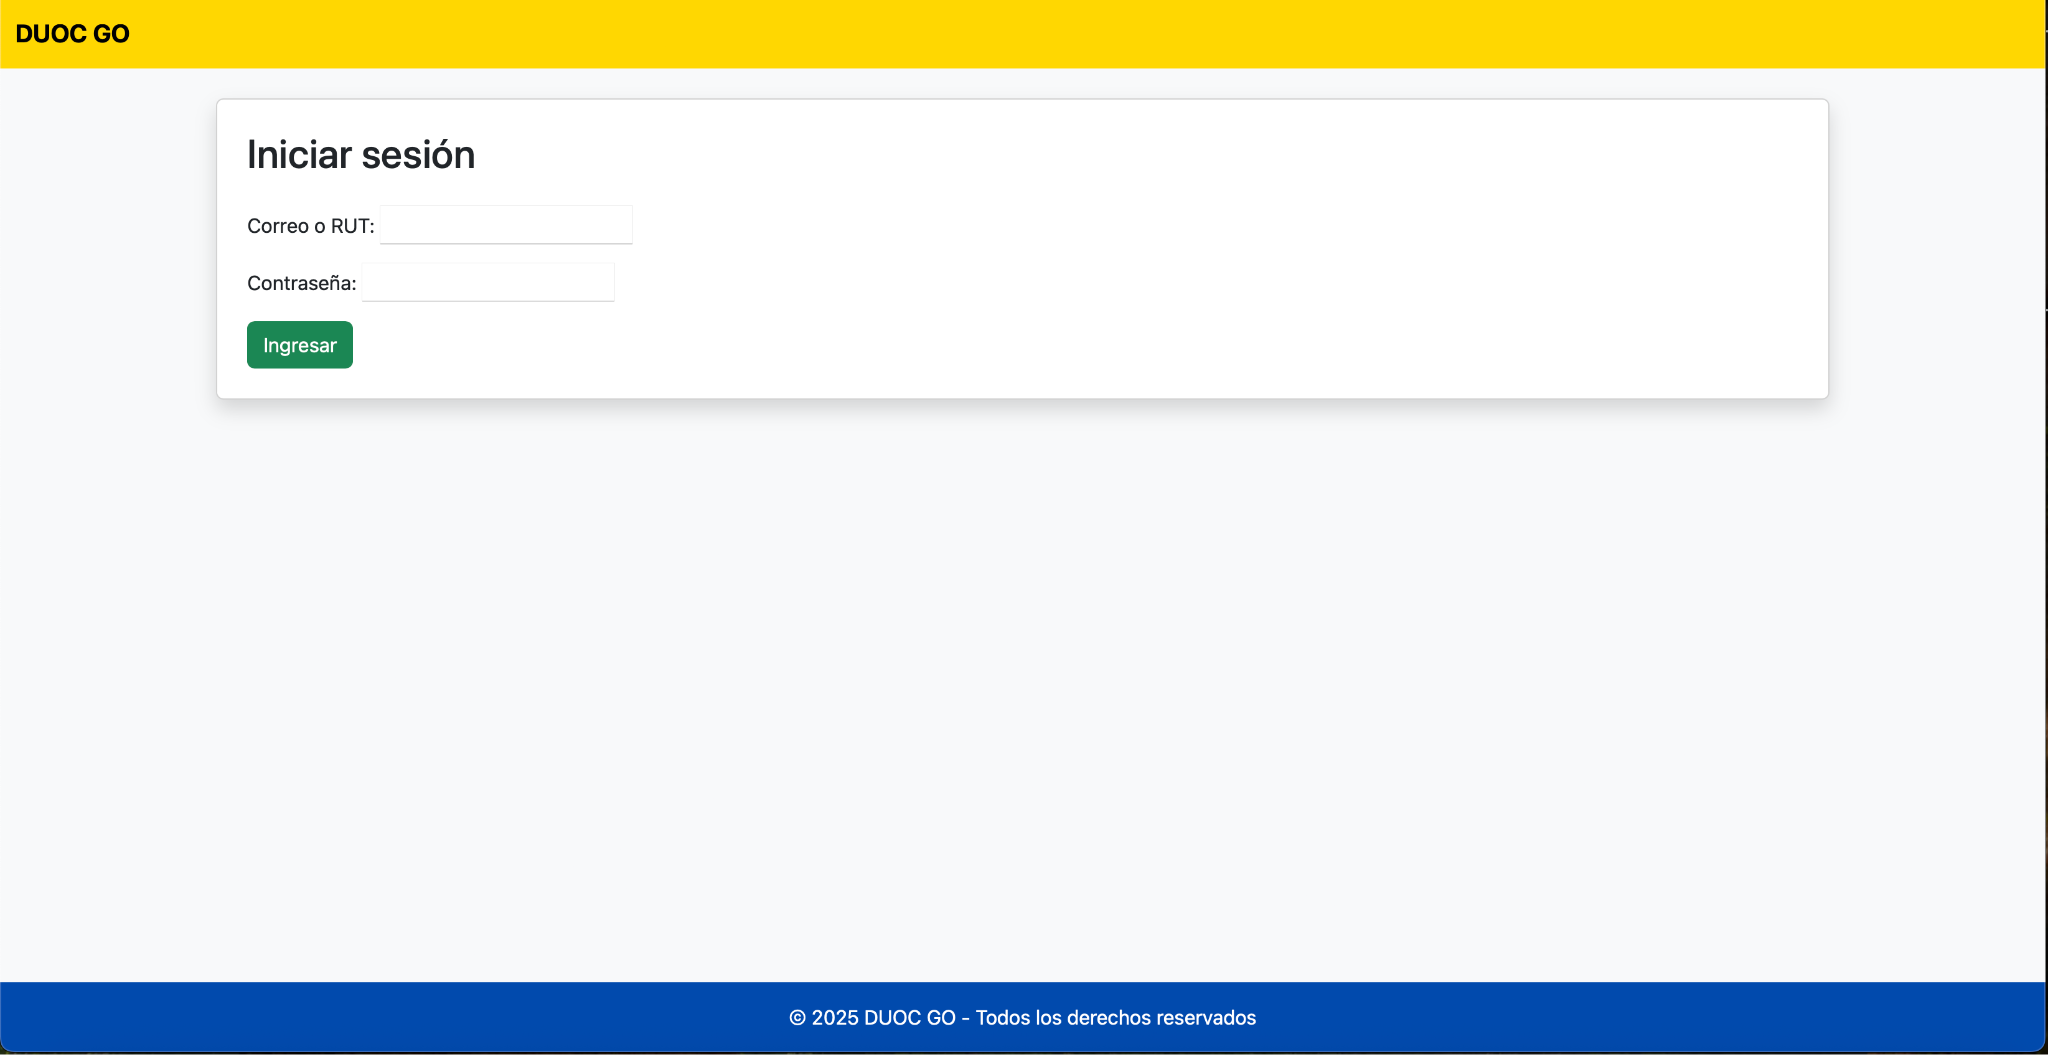 DUOC GO
Iniciar sesión
Correo o RUT:
Contraseña:
Ingresar
© 2025 DUOC GO - Todos los derechos reservados